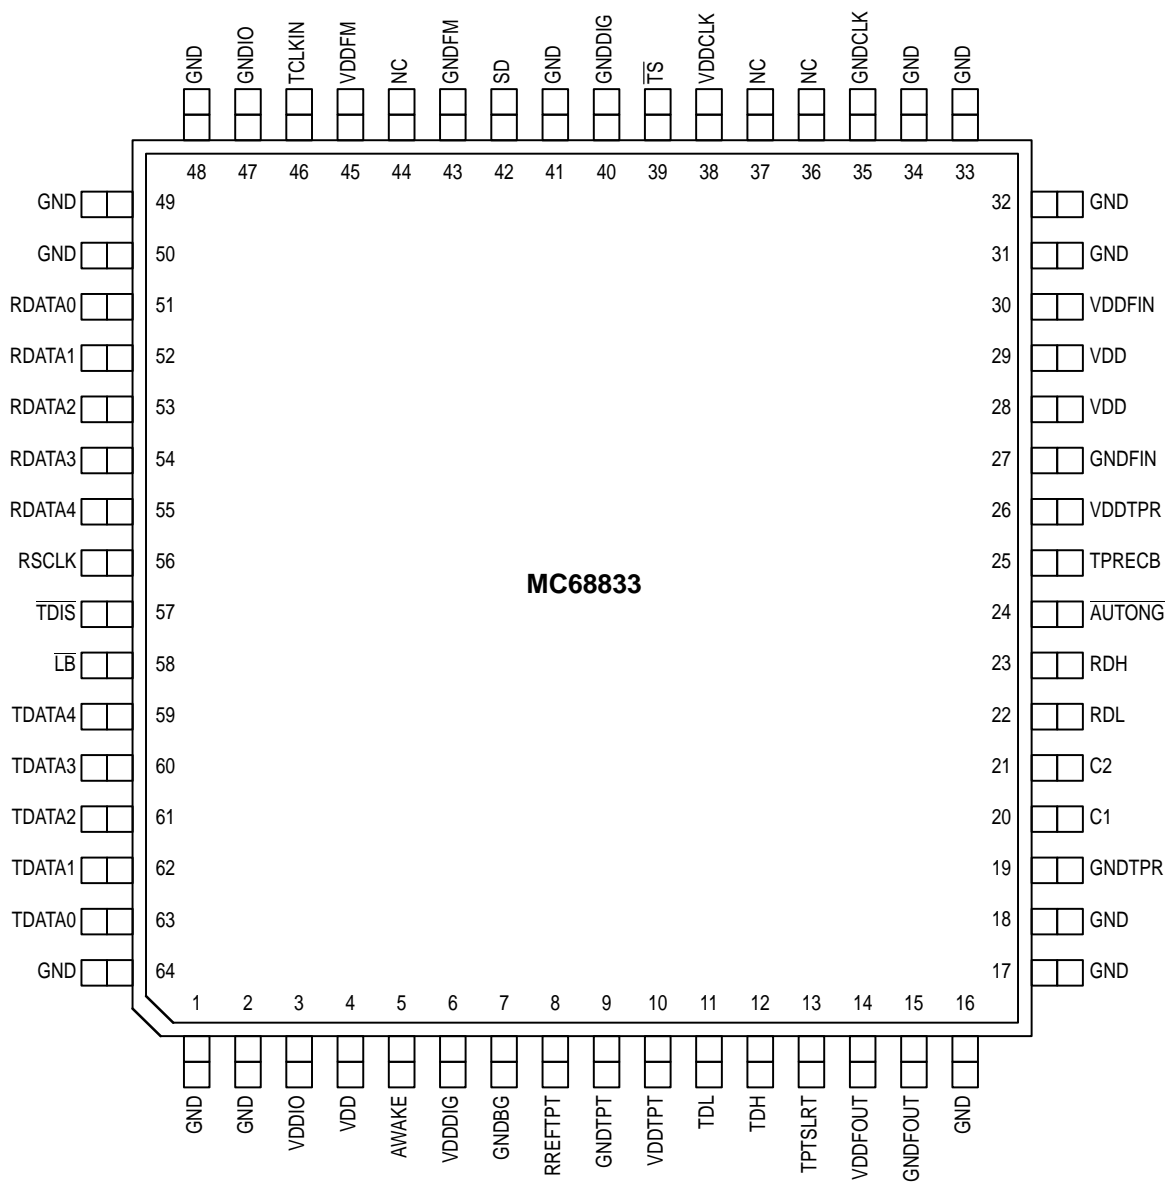 GND GNDIO TCLKIN VDDFM NC GNDFM SD GND GNDDIG TS VDDCLK NC NC GNDCLK GND GND
48 47 46 45 44 43 42 41 40 39 38 37 36 35 34 33
GND 49 32 GND
GND 50 31 GND
RDATA0 51 30 VDDFIN
RDATA1 52 29 VDD
RDATA2 53 28 VDD
RDATA3 54 27 GNDFIN
RDATA4 55 26 VDDTPR
RSCLK 56 25 TPRECB
MC68833
TDIS 57 24 AUTONG
LB 58 23 RDH
TDATA4 59 22 RDL
TDATA3 60 21 C2
TDATA2 61 20 C1
TDATA1 62 19 GNDTPR
TDATA0 63 18 GND
GND 64 17 GND
1 2 3 4 5 6 7 8 9 10 11 12 13 14 15 16
GND GND VDDIO VDD AWAKE VDDDIG GNDBG RREFTPT GNDTPT VDDTPT TDL TDH TPTSLRT VDDFOUT GNDFOUT GND